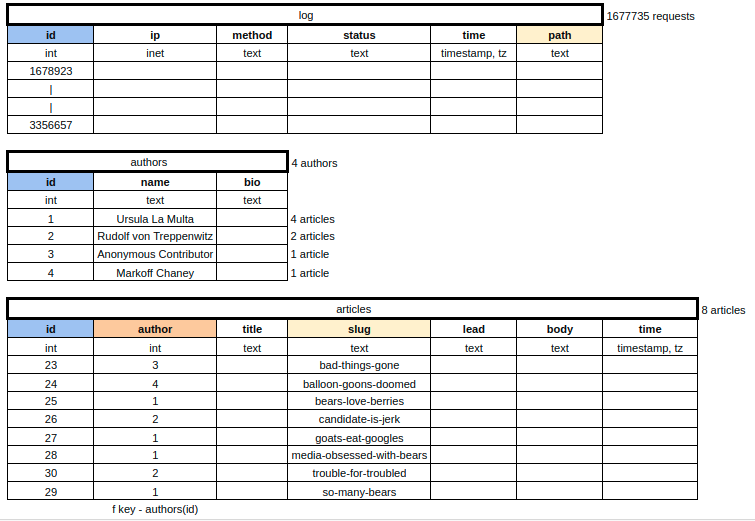 log 1677735 requests
id ip method status time path
int inet text text timestamp, tz text
1678923
|
|
3356657
authors 4 authors
id name bio
int text text
1 Ursula La Multa 4 articles
2 Rudolf von Treppenwitz 2 articles
3 Anonymous Contributor 1 article
4 Markoff Chaney 1 article
articles 8 articles
id author title slug lead body time
int int text text text text timestamp, tz
23 3 bad-things-gone
24 4 balloon-goons-doomed
25 1 bears-love-berries
26 2 candidate-is-jerk
27 1 goats-eat-googles
28 1 media-obsessed-with-bears
30 2 trouble-for-troubled
29 1 so-many-bears
f key - authors(id)